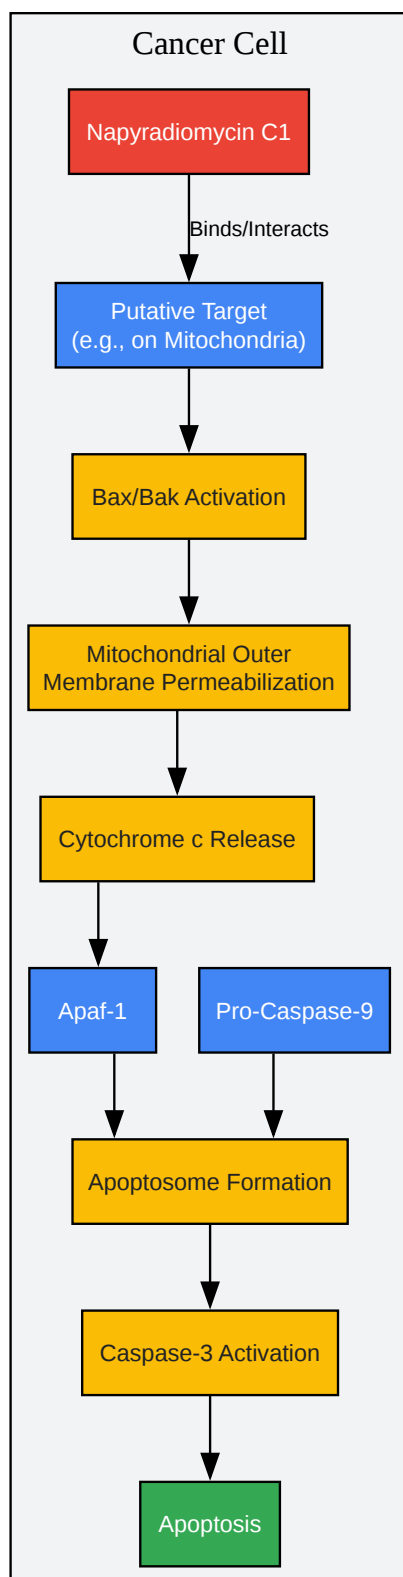 Cancer Cell
Napyradiomycin C1
Binds/Interacts
Putative Target
(e.g., on Mitochondria)
Bax/Bak Activation
Mitochondrial Outer
Membrane Permeabilization
Cytochrome c Release
Apaf-1
Pro-Caspase-9
Apoptosome Formation
Caspase-3 Activation
Apoptosis